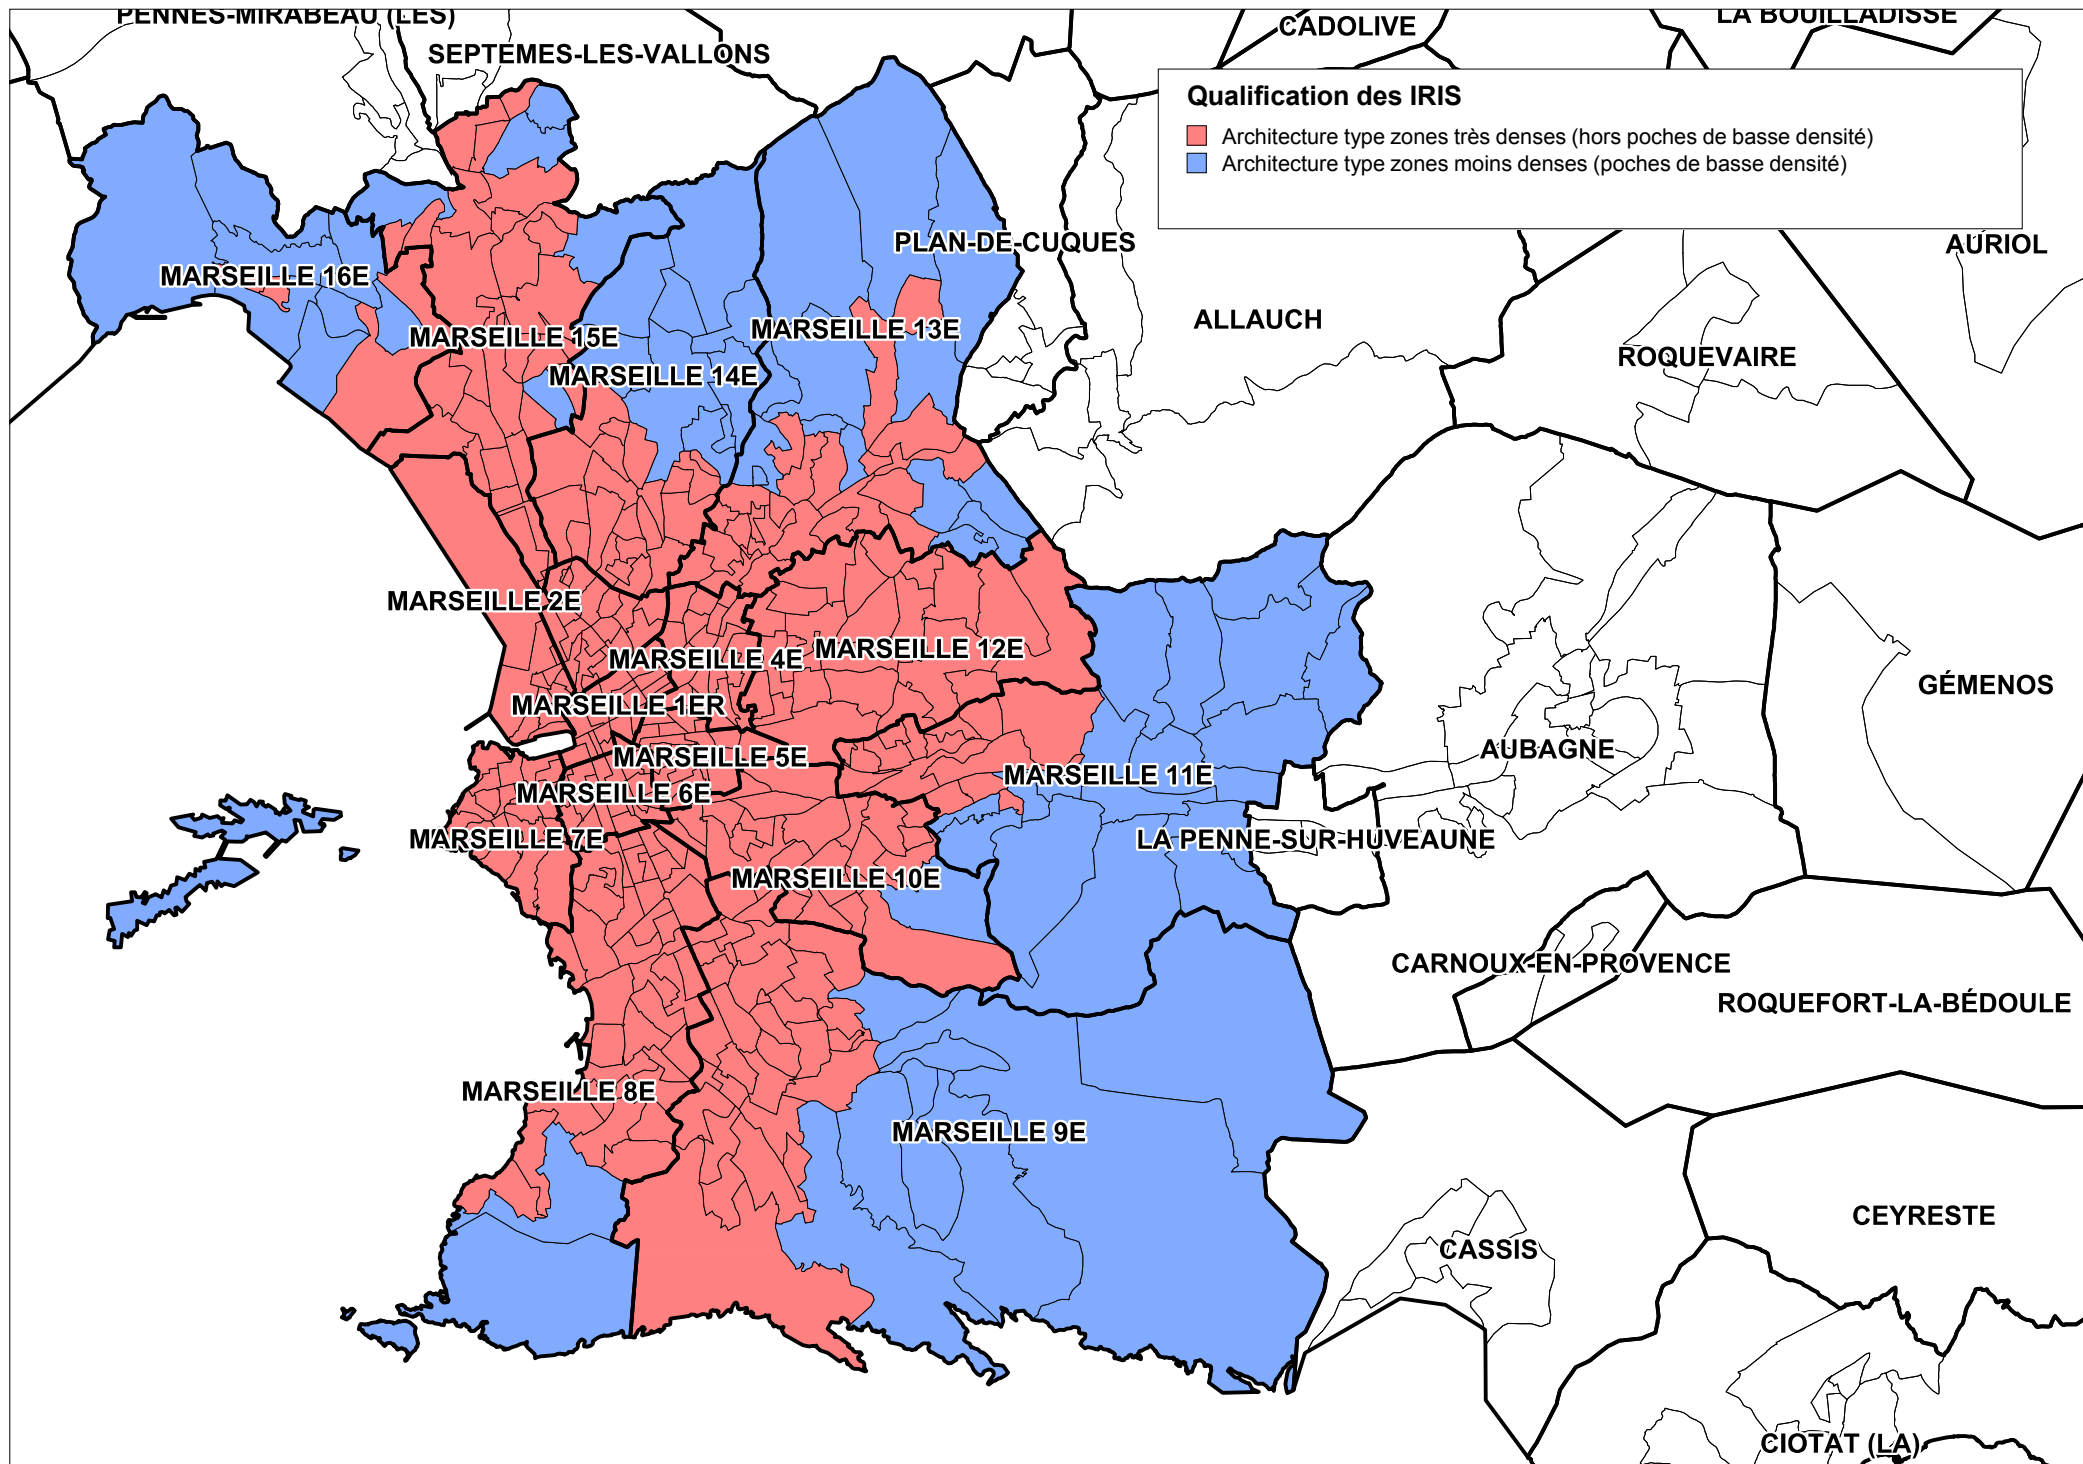 PENNES-MIRABEAU (LES)
SEPTEMES-LES-VALLONS
CADOLIVE
LA BOUILLADISSE
Qualification des IRIS
Architecture type zones très denses (hors poches de basse densité)
Architecture type zones moins denses (poches de basse densité)
PLAN-DE-CUQUES
AURIOL
MARSEILLE 16E
ALLAUCH
MARSEILLE 15E
MARSEILLE 13E
ROQUEVAIRE
MARSEILLE 14E
MARSEILLE 2E
MARSEILLE 4E
MARSEILLE 12E
GÉMENOS
MARSEILLE 1ER
AUBAGNE
MARSEILLE 5E
MARSEILLE 11E
MARSEILLE 6E
MARSEILLE 7E
LA PENNE-SUR-HUVEAUNE
MARSEILLE 10E
CARNOUX-EN-PROVENCE
ROQUEFORT-LA-BÉDOULE
MARSEILLE 8E
MARSEILLE 9E
CEYRESTE
CASSIS
CIOTAT (LA)